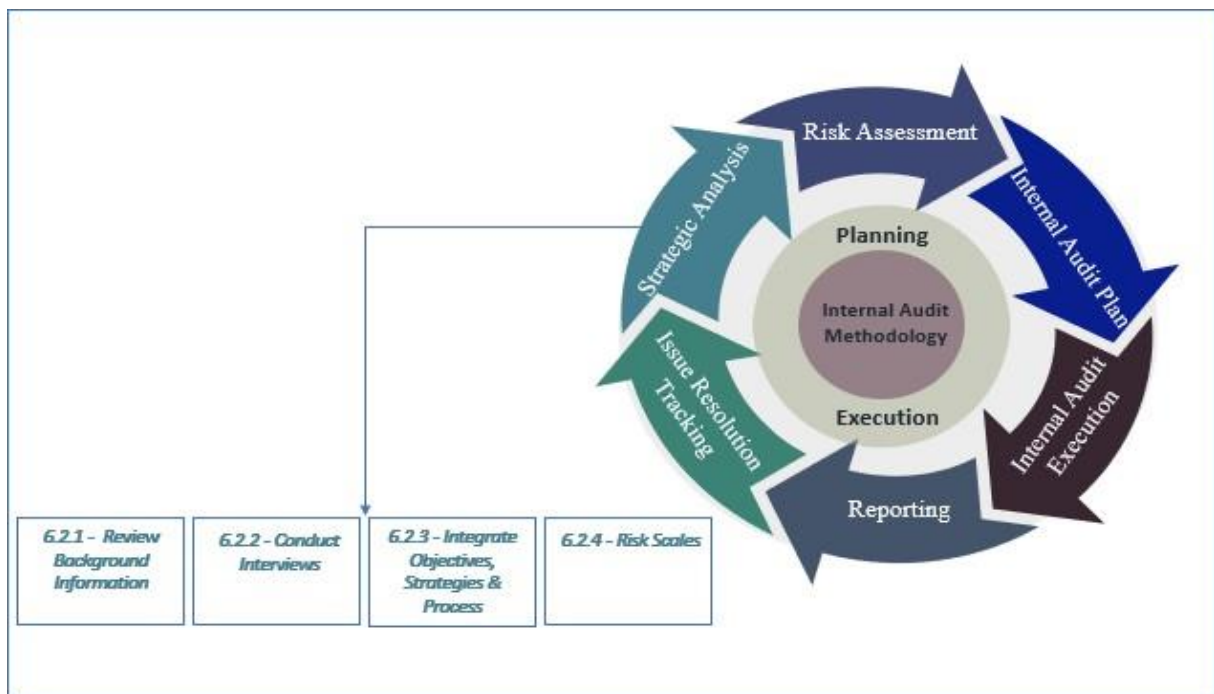 Risk Assessment
Strategic Analysis
Internal Audit Plan
Planning
Internal Audit
Methodology
Execution
Issue Resolution
Tracking
Internal Audit
Execution
Reporting
6.2.1 - Review
Background
Information
6.2.2 - Conduct
Interviews
6.2.3 - Integrate
Objectives,
Strategies &
Process
6.2.4 - Risk Scales